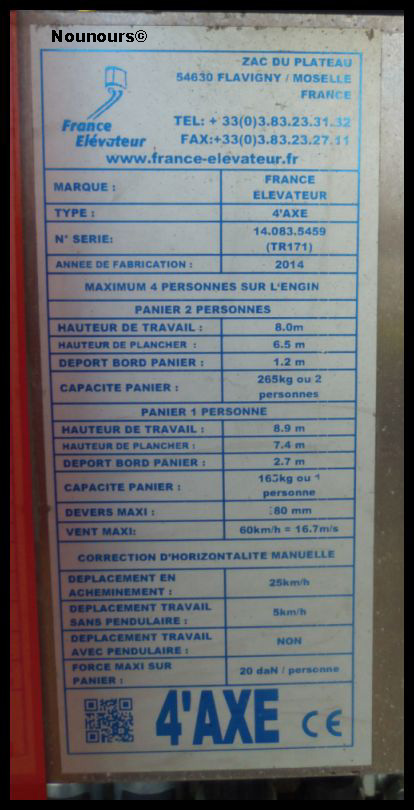 Nounours©
ZAC DU PLATEAU
54630 FLAVIGNY / MOSELLE
FRANCE
France
Elévateur
TEL: + 33(0)3.83.23.31.32
FAX:+33(0)3.83.23.27.11
www.france-elevateur.fr
MARQUE : FRANCE
ELEVATEUR
TYPE : 4'AXE
N° SERIE: 14.083.5459
(TR171)
ANNEE DE FABRICATION : 2014
MAXIMUM 4 PERSONNES SUR L'ENGIN
PANIER 2 PERSONNES
HAUTEUR DE TRAVAIL : 8.0m
HAUTEUR DE PLANCHER : 6.5 m
DEPORT BORD PANIER : 1.2 m
CAPACITE PANIER : 265kg ou 2
personnes
PANIER 1 PERSONNE
HAUTEUR DE TRAVAIL : 8.9 m
HAUTEUR DE PLANCHER : 7.4 m
DEPORT BORD PANIER : 2.7 m
CAPACITE PANIER : ou 1
personne
DEVERS MAXI : mm
VENT MAXI: 60km/h = 16.7m/s
CORRECTION D'HORIZONTALITE MANUELLE
DEPLACEMENT EN
ACHEMINEMENT : 25km/h
DEPLACEMENT TRAVAIL
SANS PENDULAIRE : 5km/h
DEPLACEMENT TRAVAIL
AVEC PENDULAIRE : NON
FORCE MAXI SUR
PANIER : 20 daN / personne
4'AXE CE